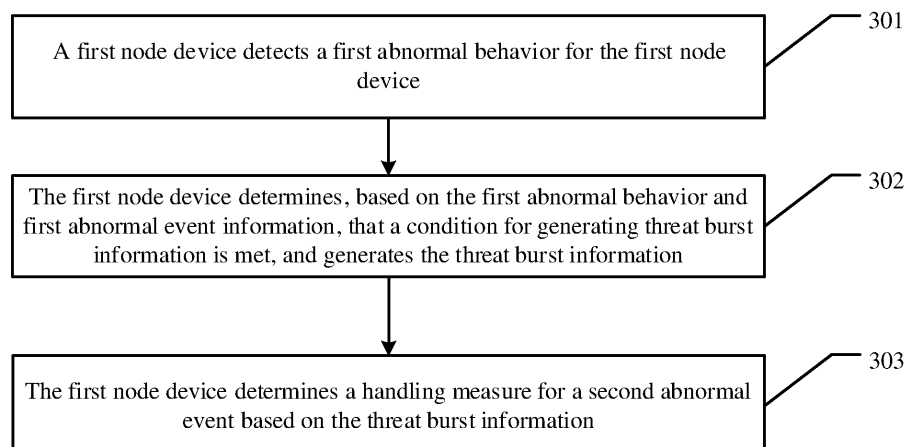 A first node device detects a first abnormal behavior for the first node
device
301
The first node device determines, based on the first abnormal behavior and
first abnormal event information, that a condition for generating threat burst
information is met, and generates the threat burst information
302
The first node device determines a handling measure for a second abnormal
event based on the threat burst information
303